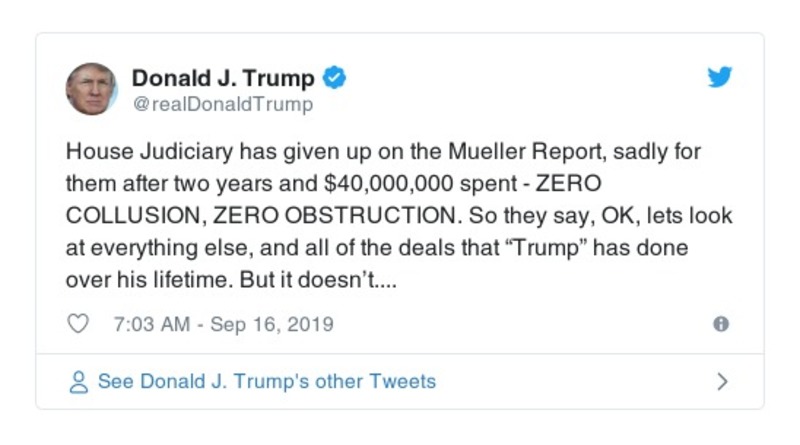 Donald J. Trump
@realDonaldTrump
House Judiciary has given up on the Mueller Report, sadly for
them after two years and $40,000,000 spent - ZERO
COLLUSION, ZERO OBSTRUCTION. So they say, OK, lets look
at everything else, and all of the deals that “Trump” has done
over his lifetime. But it doesn’t....
7:03 AM - Sep 16, 2019
See Donald J. Trump's other Tweets